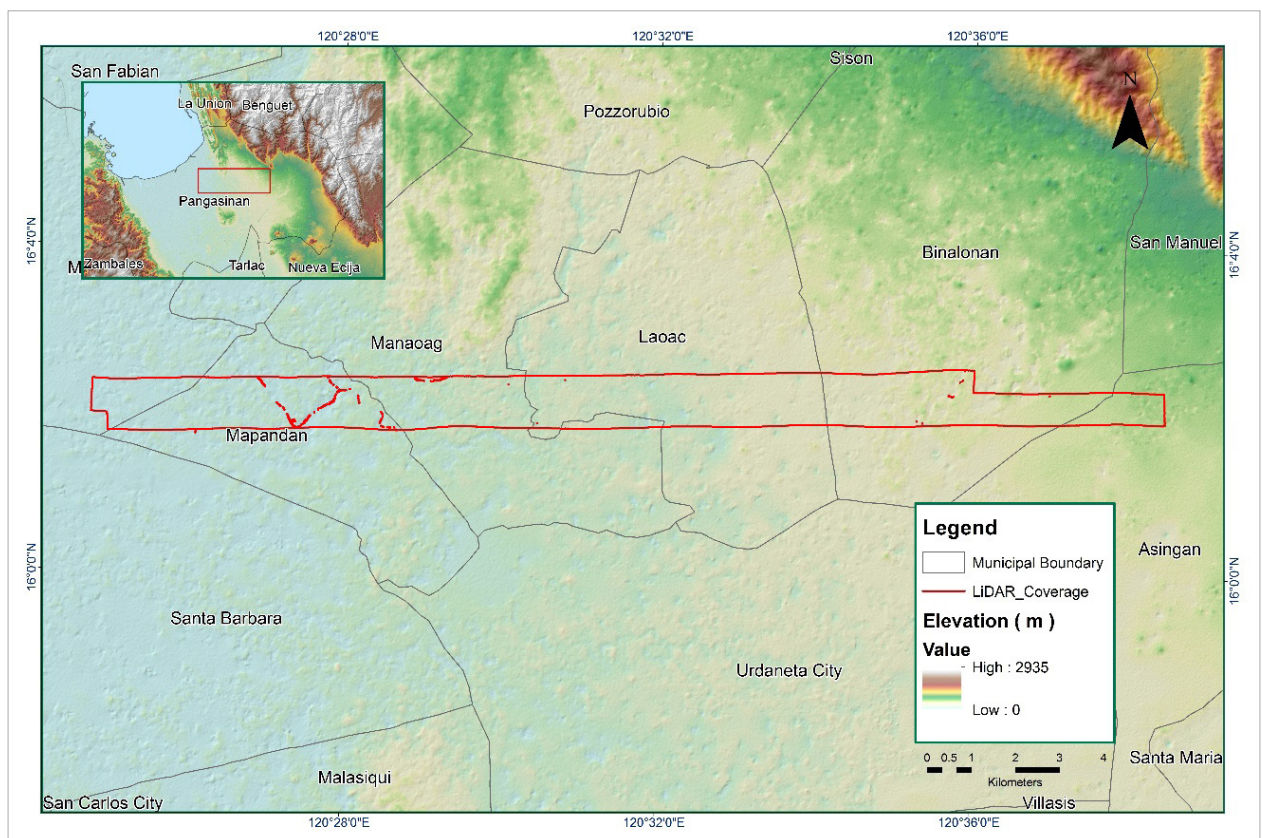 120°28'0"E
120°32'0"E
120°36'0"E
San Fabian
Sison
La Union
Benguet
Pozzorubio
N
Pangasinan
16°4'0"N
Binalonan
San Manuel
16°4'0"N
M
Zambales
Tarlac
Nueva Ecija
Manaoag
Laoac
Mapandan
Legend
Municipal Boundary
LiDAR_Coverage
Elevation ( m )
Value
High : 2935
Low : 0
Asingan
16°0'0"N
16°0'0"N
Santa Barbara
Urdaneta City
0 0.5 1 2 3 4
Kilometers
Santa Maria
Malasiqui
San Carlos City
Villasis
120°28'0"E
120°32'0"E
120°36'0"E